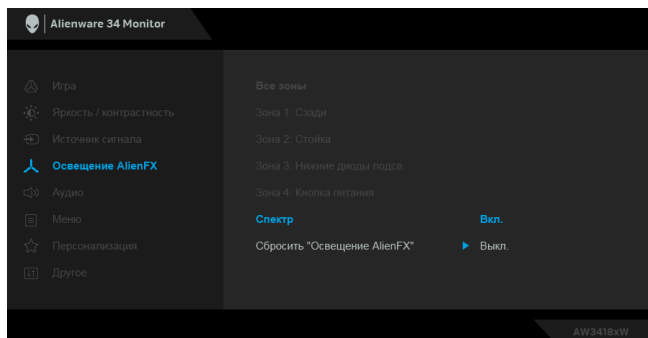 Alienware 34 Monitor
Игра
Все зоны
Яркость / контрастность
Зона 1: Сзади
Источник сигнала
Зона 2: Стойка
Освещение AlienFX
Зона 3: Нижние диоды подсв.
Аудио
Зона 4: Кнопка питания
Меню
Спектр
Вкл.
Персонализация
Сбросить "Освещение AlienFX"
Выкл.
Другое
AW3418xW